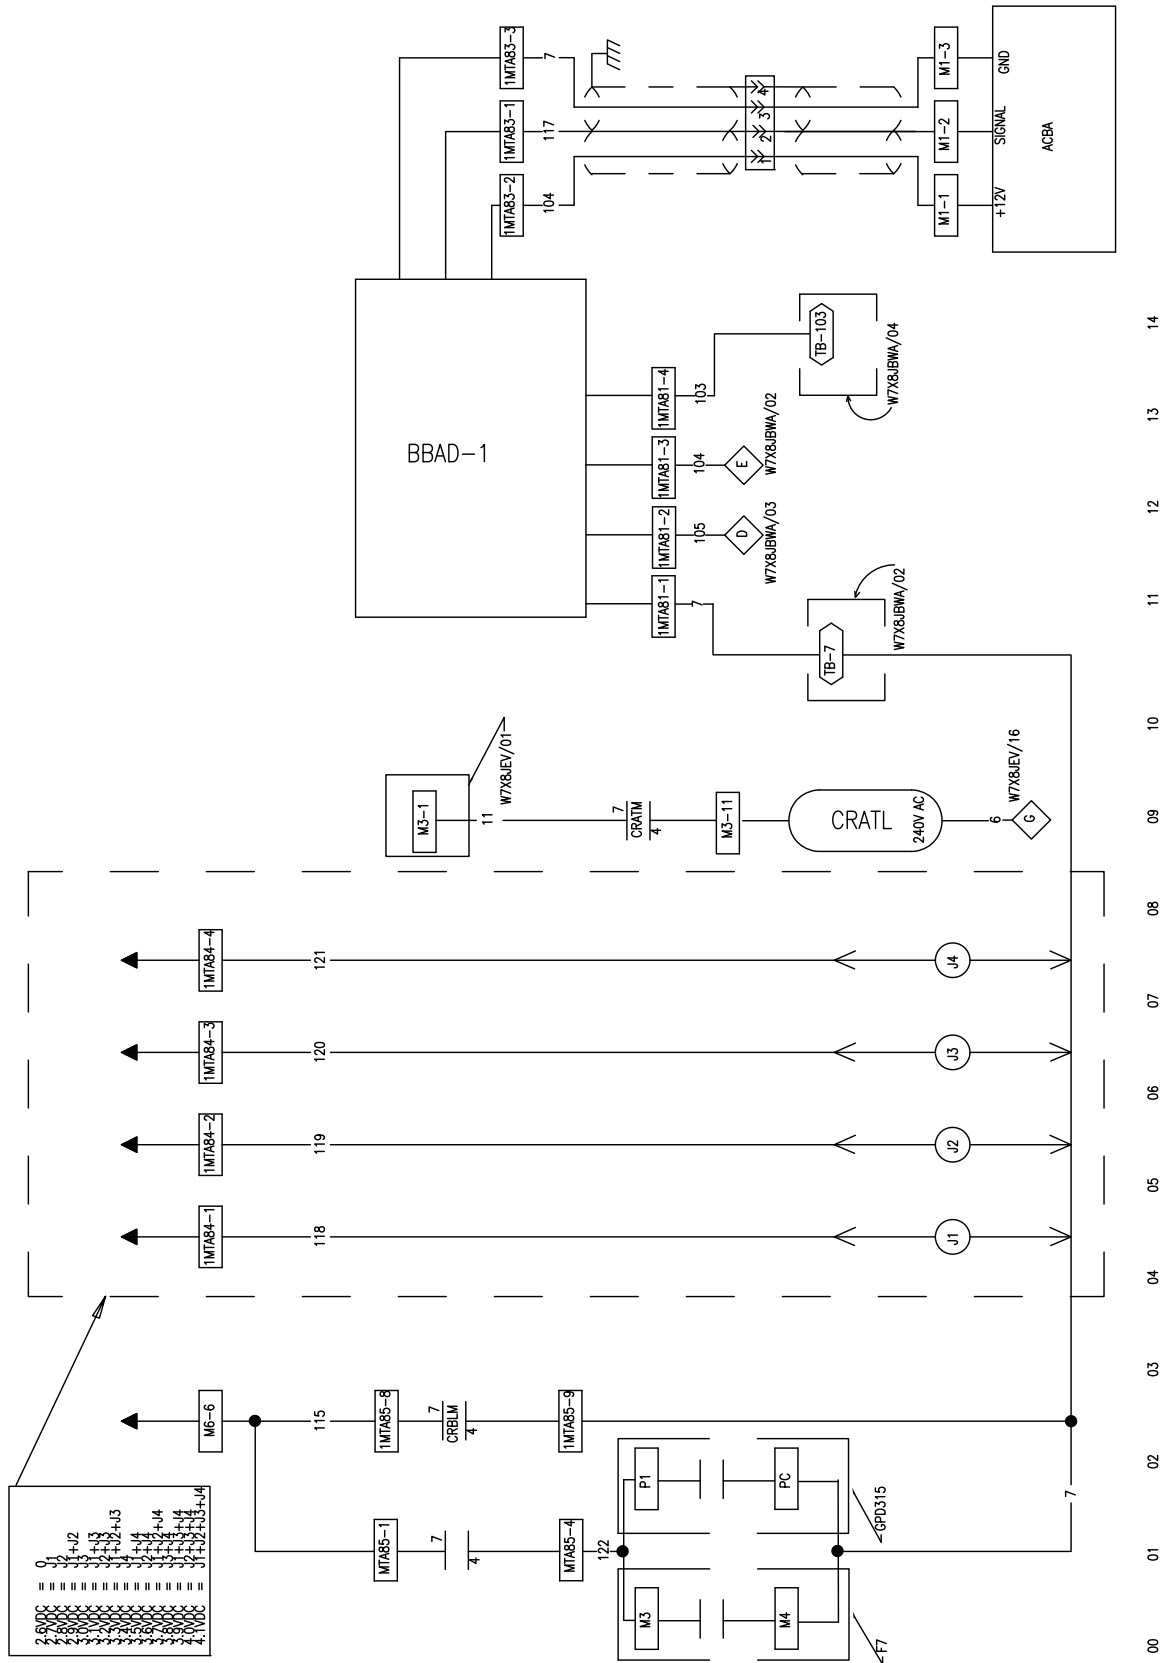 2.6VDC = 0
2.7VDC = J1
2.8VDC = J2
2.9VDC = J1+J2
3.0VDC = J3
3.1VDC = J1+J3
3.2VDC = J2+J3
3.3VDC = J1+J2+J3
3.4VDC = J4
3.5VDC = J1+J4
3.6VDC = J2+J4
3.7VDC = J1+J2+J4
3.8VDC = J3+J4
3.9VDC = J1+J3+J4
4.0VDC = J2+J3+J4
4.1VDC = J1+J2+J3+J4
MTA85-1
7
4
MTA85-4
122
M3
M4
F7
P1
PC
GPD315
7
M6-6
115
1MTA85-8
7
CRBLM
4
1MTA85-9
1MTA84-1
118
J1
1MTA84-2
119
J2
1MTA84-3
120
J3
1MTA84-4
121
J4
M3-1
11
W7X8JEV/01
7
CRATM
4
M3-11
CRATL
240V AC
6
G
W7X8JEV/16
BBAD-1
1MTA81-1
7
TB-7
W7X8JBWA/02
1MTA81-2
105
D
W7X8JBWA/03
1MTA81-3
104
E
W7X8JBWA/02
1MTA81-4
103
TB-103
W7X8JBWA/04
1MTA83-2
104
1MTA83-1
117
1MTA83-3
7
1
2
3
4
M1-1
M1-2
M1-3
+12V
SIGNAL
GND
ACBA
00
01
02
03
04
05
06
07
08
09
10
11
12
13
14